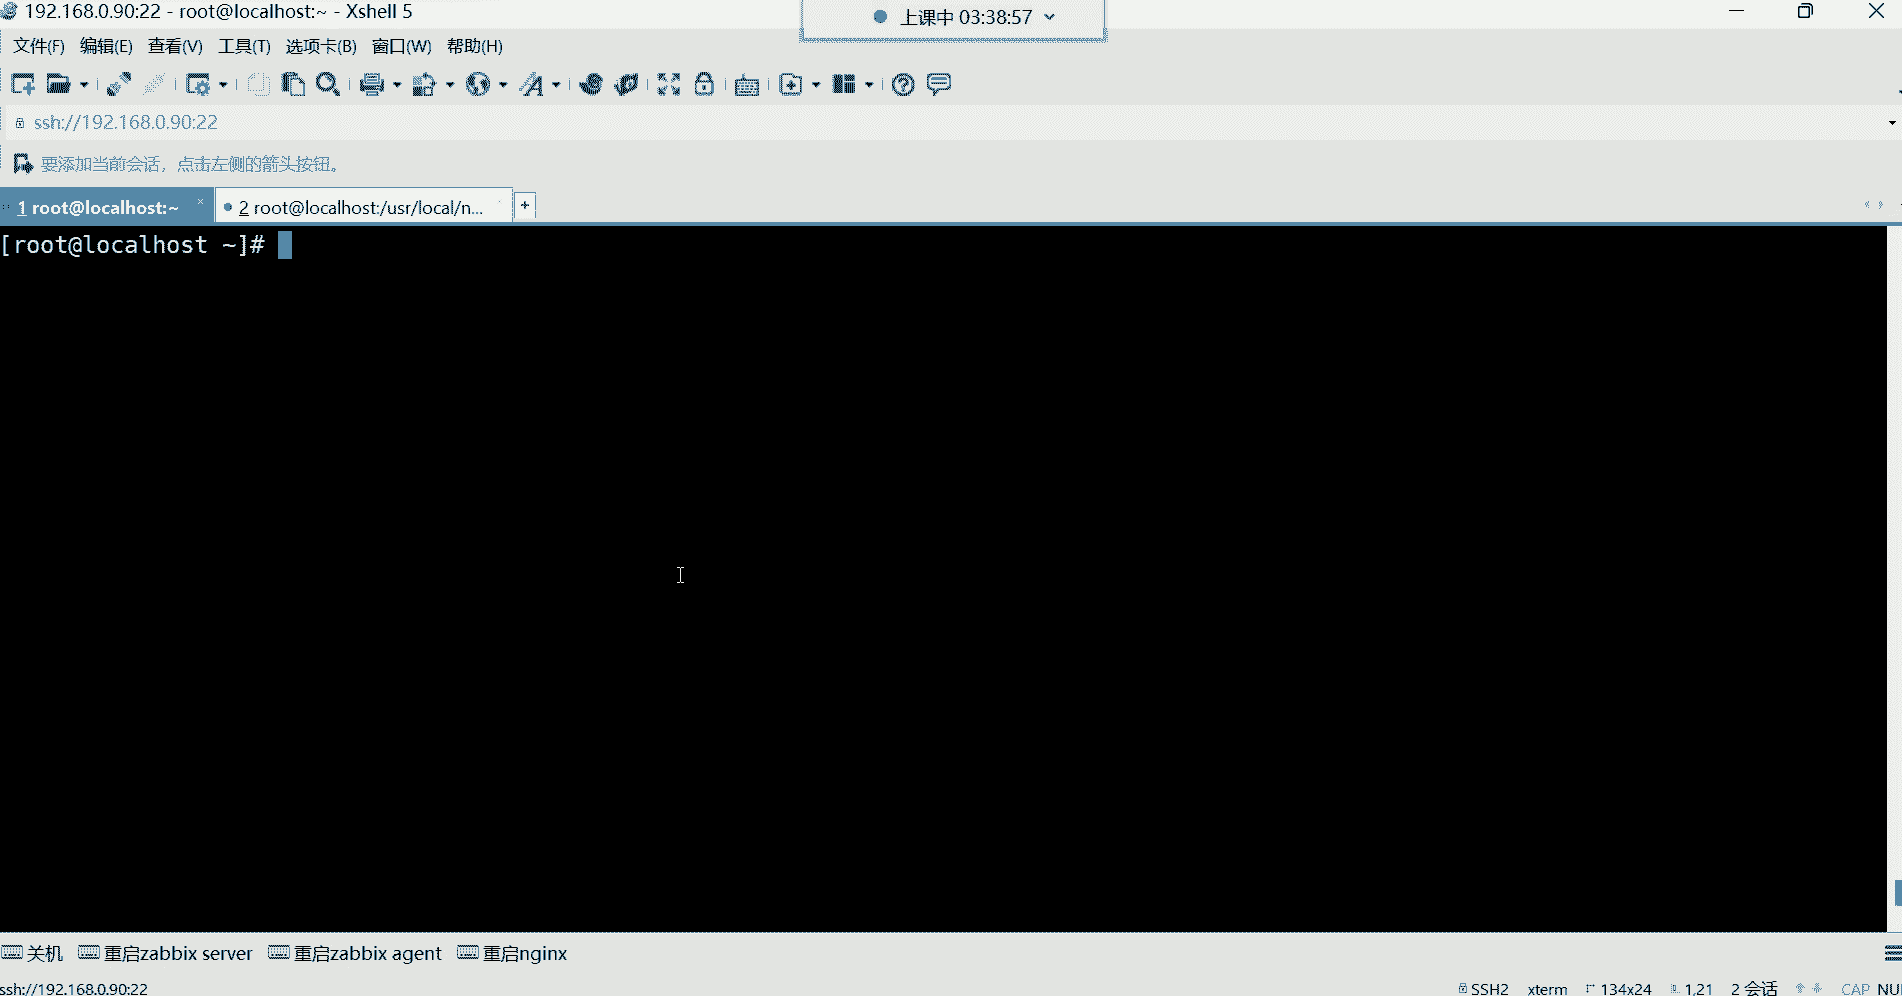 192.168.0.90:22 - root@localhost:~ - Xshell 5
上课中 03:38:57
文件(F) 编辑(E) 查看(V) 工具(T) 选项卡(B) 窗口(W) 帮助(H)
ssh://192.168.0.90:22
要添加当前会话，点击左侧的箭头按钮。
1 root@localhost:~ 2 root@localhost:/usr/local/n... +
[root@localhost ~]#
关机 重启zabbix server 重启zabbix agent 重启nginx
ssh://192.168.0.90:22 SSH2 xterm 134x24 1,21 2 会话 CAP NU